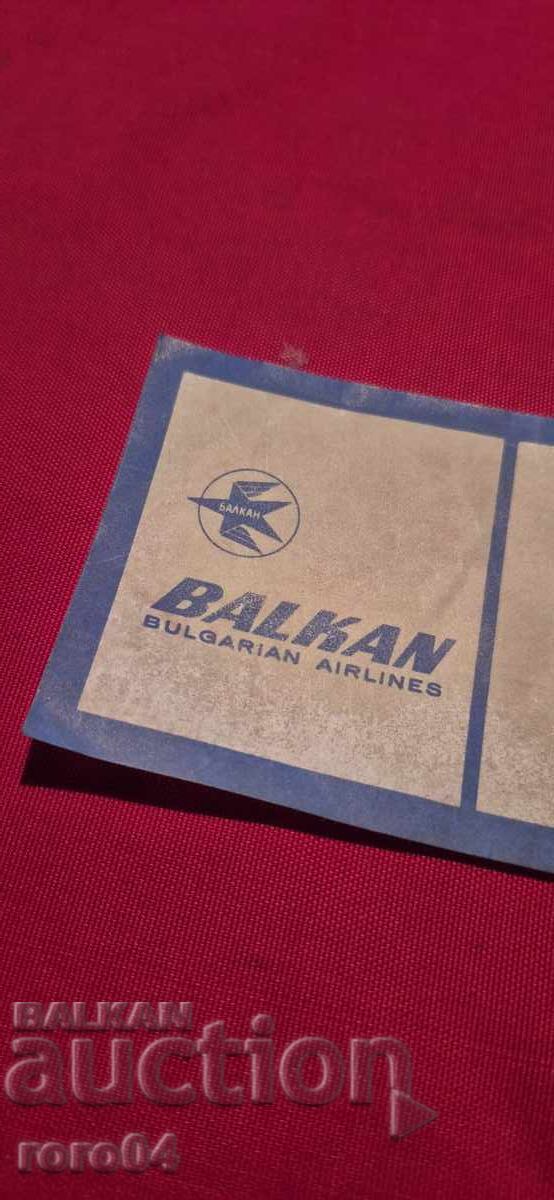 БАЛКАН
BALKAN
BULGARIAN AIRLINES
BALKAN
auction
roro04